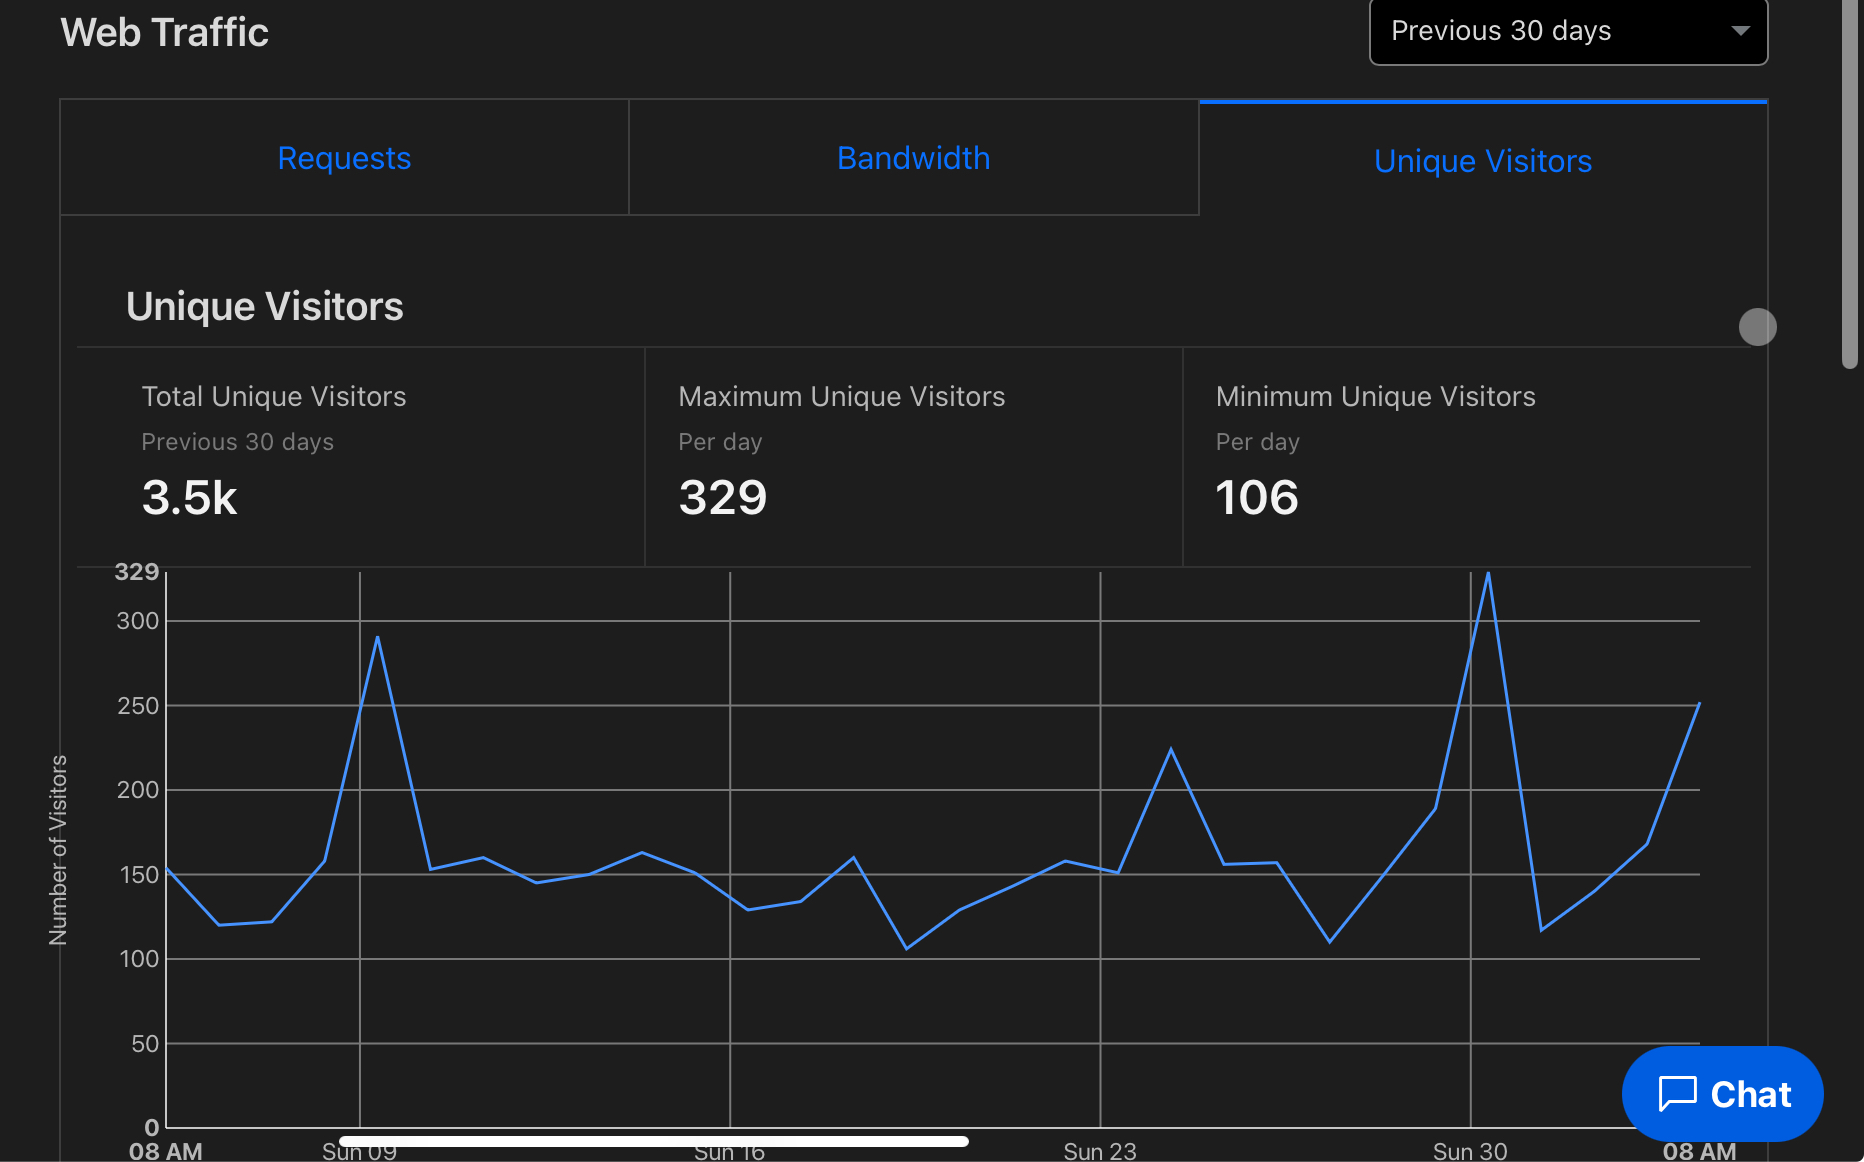 Web Traffic
Previous 30 days
Requests
Bandwidth
Unique Visitors
Unique Visitors
Total Unique Visitors
Previous 30 days
3.5k
Maximum Unique Visitors
Per day
329
Minimum Unique Visitors
Per day
106
329
300
250
200
150
100
50
0
Number of Visitors
08 AM
Sun 09
Sun 16
Sun 23
Sun 30
08 AM
Chat